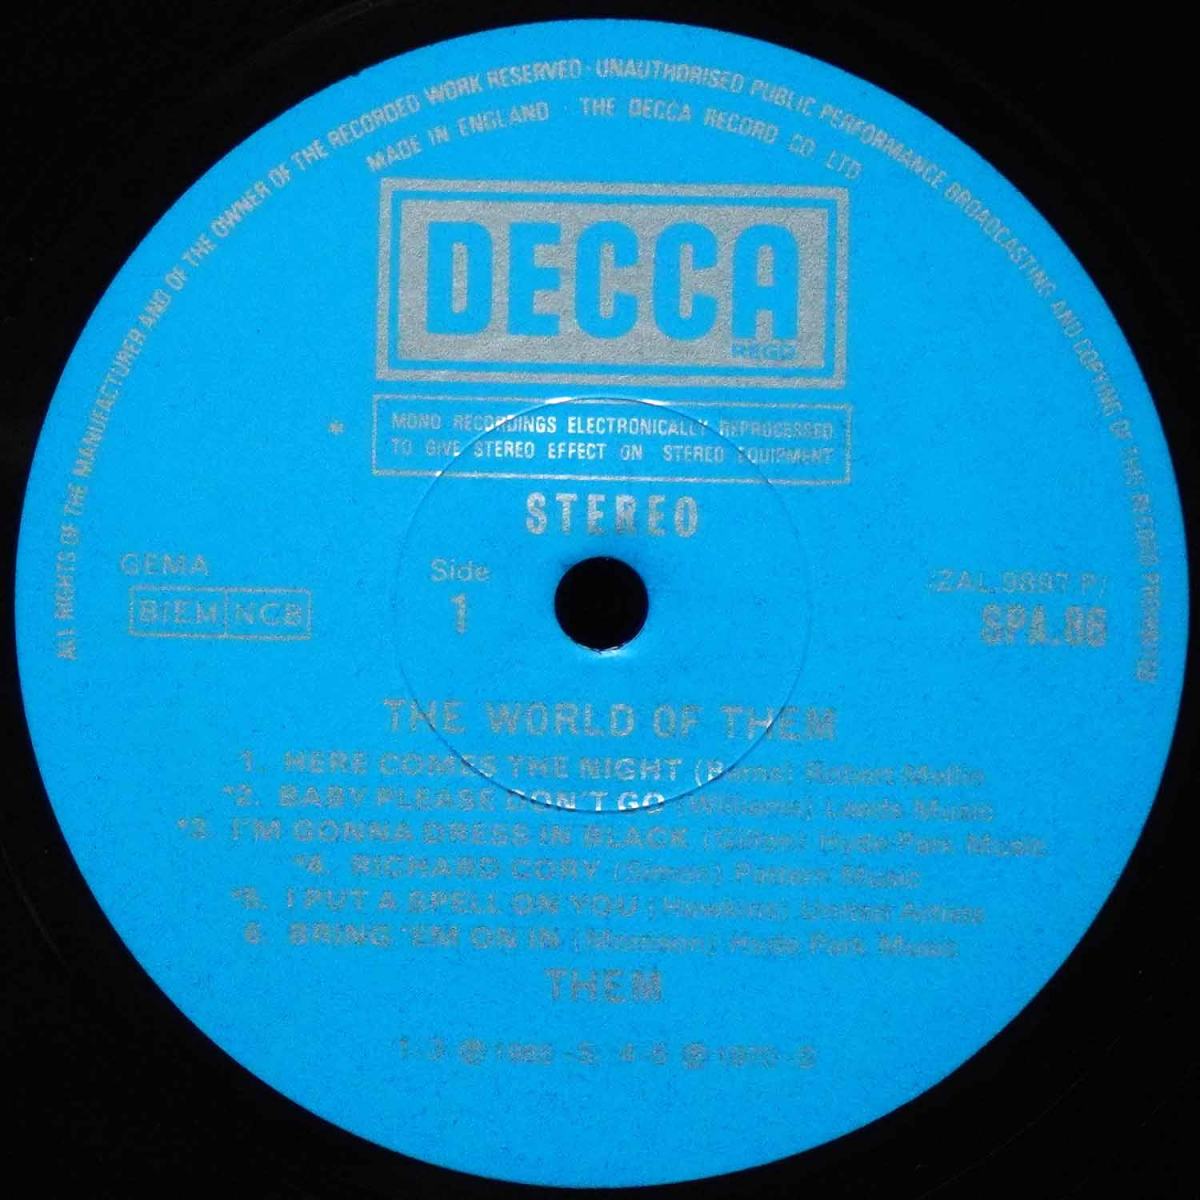 ALL RIGHTS OF THE MANUFACTURER AND OF THE OWNER OF THE RECORDED WORK RESERVED · UNAUTHORISED PUBLIC PERFORMANCE BROADCASTING AND COPYING OF THIS RECORD PROHIBITED
MADE IN ENGLAND · THE DECCA RECORD CO. LTD
DECCA
REGD
* MONO RECORDINGS ELECTRONICALLY REPROCESSED
TO GIVE STEREO EFFECT ON STEREO EQUIPMENT
STEREO
GEMA
BIEM NCB
Side
1
(ZAL.9887.P)
SPA.86
THE WORLD OF THEM
1. HERE COMES THE NIGHT (Berns) Robert Mellin
*2. BABY PLEASE DON'T GO (Williams) Leeds Music
*3. I'M GONNA DRESS IN BLACK (Gillon) Hyde Park Music
*4. RICHARD CORY (Simon) Pattern Music
*5. I PUT A SPELL ON YOU (Hawkins) United Artists
6. BRING 'EM ON IN (Morrison) Hyde Park Music
THEM